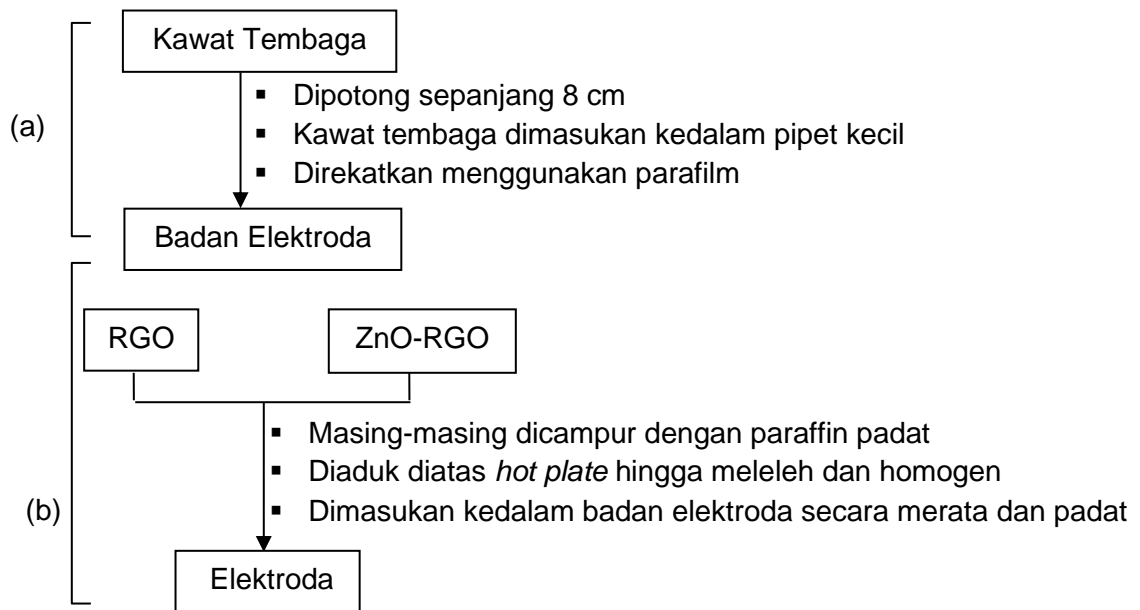 Kawat Tembaga
(a)
▪ Dipotong sepanjang 8 cm
▪ Kawat tembaga dimasukan kedalam pipet kecil
▪ Direkatkan menggunakan parafilm
Badan Elektroda
RGO
ZnO-RGO
(b)
▪ Masing-masing dicampur dengan paraffin padat
▪ Diaduk diatas hot plate hingga meleleh dan homogen
▪ Dimasukan kedalam badan elektroda secara merata dan padat
Elektroda